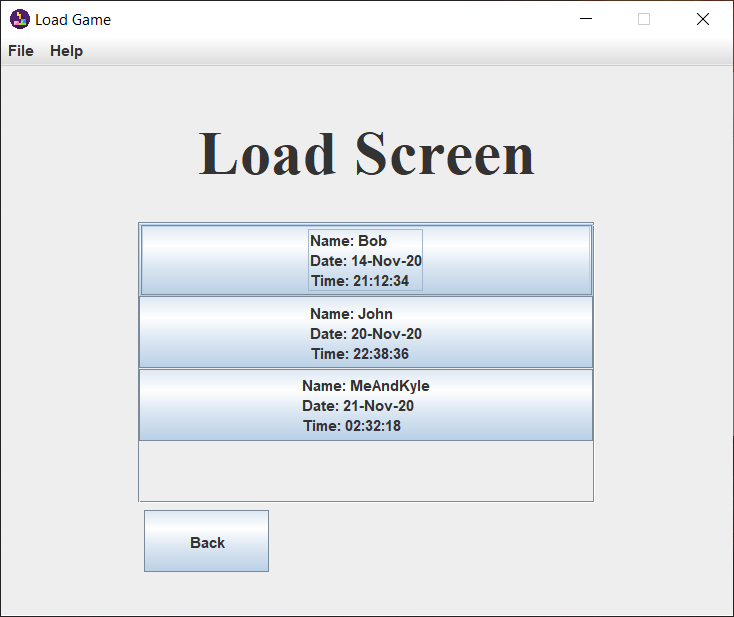 Load Game
File Help
Load Screen
Name: Bob
Date: 14-Nov-20
Time: 21:12:34
Name: John
Date: 20-Nov-20
Time: 22:38:36
Name: MeAndKyle
Date: 21-Nov-20
Time: 02:32:18
Back